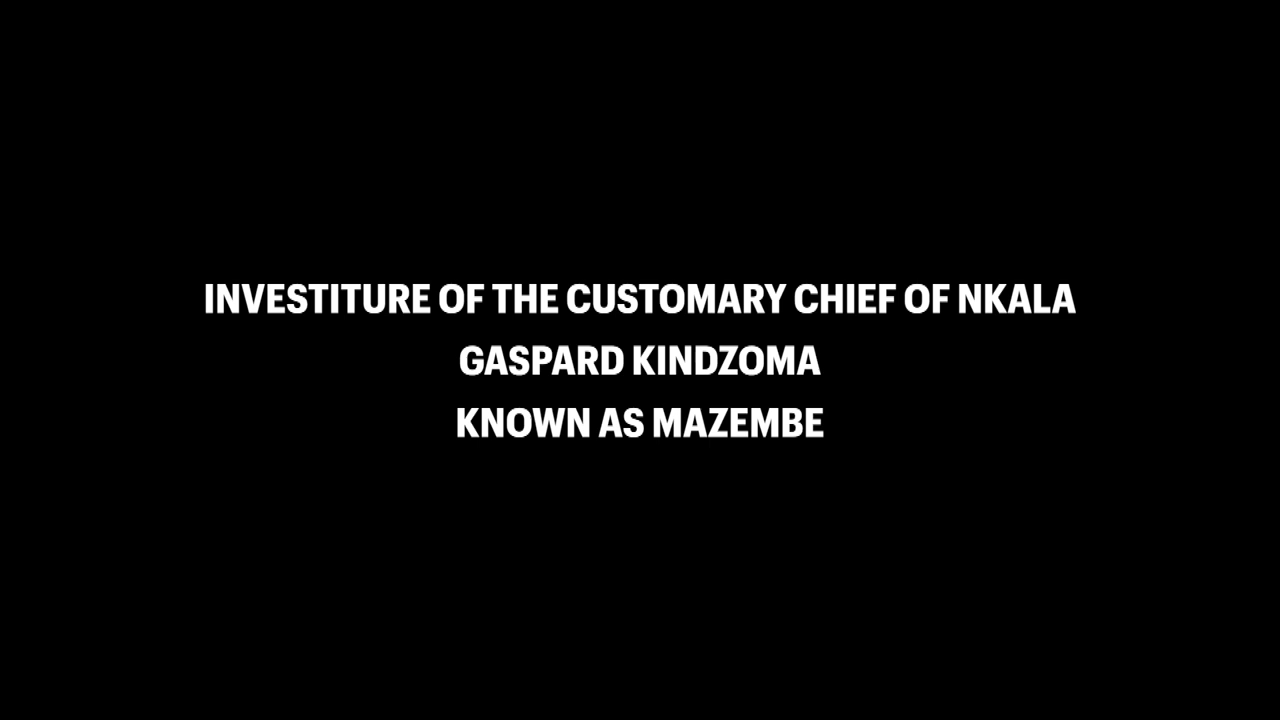 INVESTITURE OF THE CUSTOMARY CHIEF OF NKALA
GASPARD KINDZOMA
KNOWN AS MAZEMBE